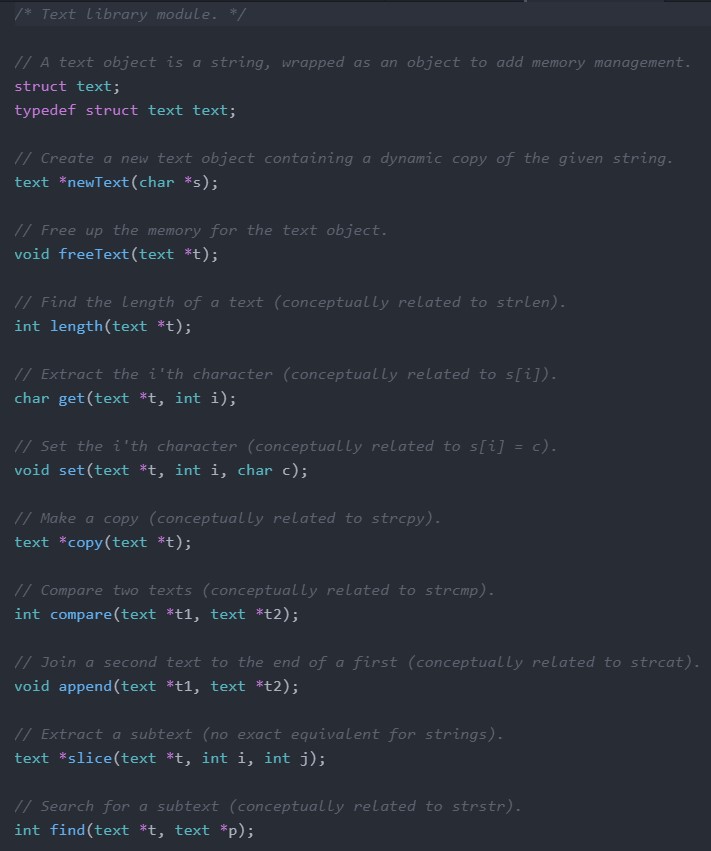 /* Text library module. */
// A text object is a string, wrapped as an object to add memory management.
struct text;
typedef struct text text;
// Create a new text object containing a dynamic copy of the given string.
text *newText(char *s);
// Free up the memory for the text object.
void freeText(text *t);
// Find the length of a text (conceptually related to strlen).
int length(text *t);
// Extract the i'th character (conceptually related to s[i]).
char get(text *t, int i);
// Set the i'th character (conceptually related to s[i] = c).
void set(text *t, int i, char c);
// Make a copy (conceptually related to strcpy).
text *copy(text *t);
// Compare two texts (conceptually related to strcmp).
int compare(text *t1, text *t2);
// Join a second text to the end of a first (conceptually related to strcat).
void append(text *t1, text *t2);
// Extract a subtext (no exact equivalent for strings).
text *slice(text *t, int i, int j);
// Search for a subtext (conceptually related to strstr).
int find(text *t, text *p);